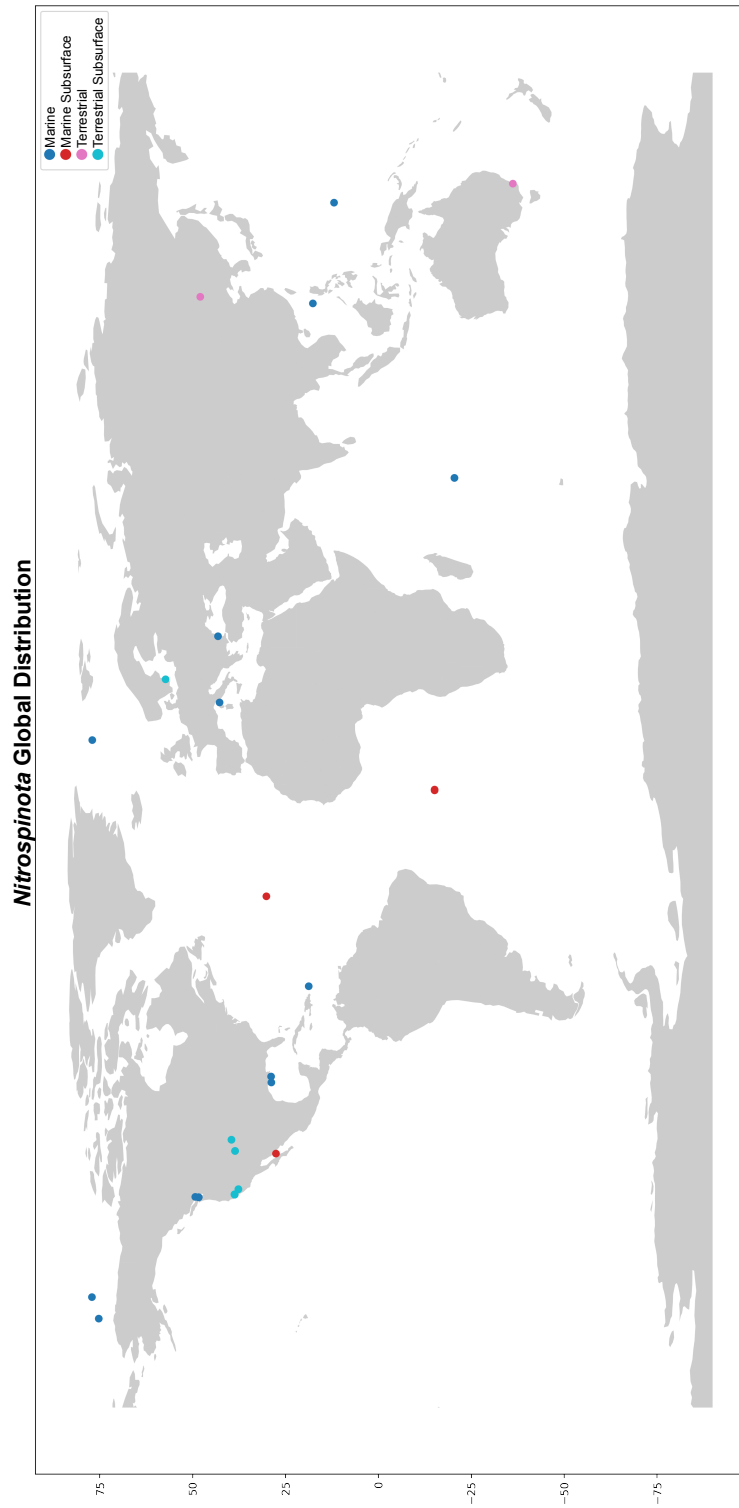 Nitrospinota Global Distribution
Marine
Marine Subsurface
Terrestrial
Terrestrial Subsurface
75
50
25
0
−25
−50
−75